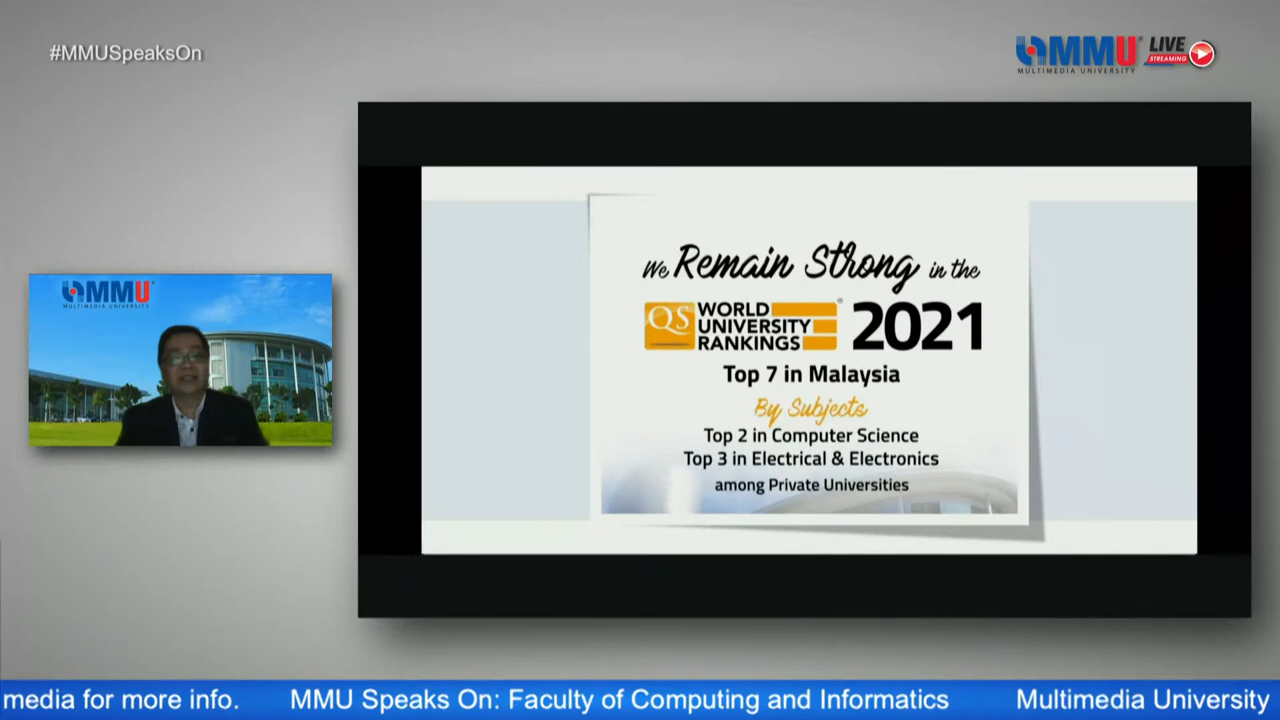 #MMUSpeaksOn
MMU
MULTIMEDIA UNIVERSITY
LIVE
STREAMING
MMU
MULTIMEDIA UNIVERSITY
We Remain Strong in the
QS WORLD UNIVERSITY RANKINGS 2021
Top 7 in Malaysia
By Subjects
Top 2 in Computer Science
Top 3 in Electrical & Electronics
among Private Universities
media for more info. MMU Speaks On: Faculty of Computing and Informatics Multimedia University